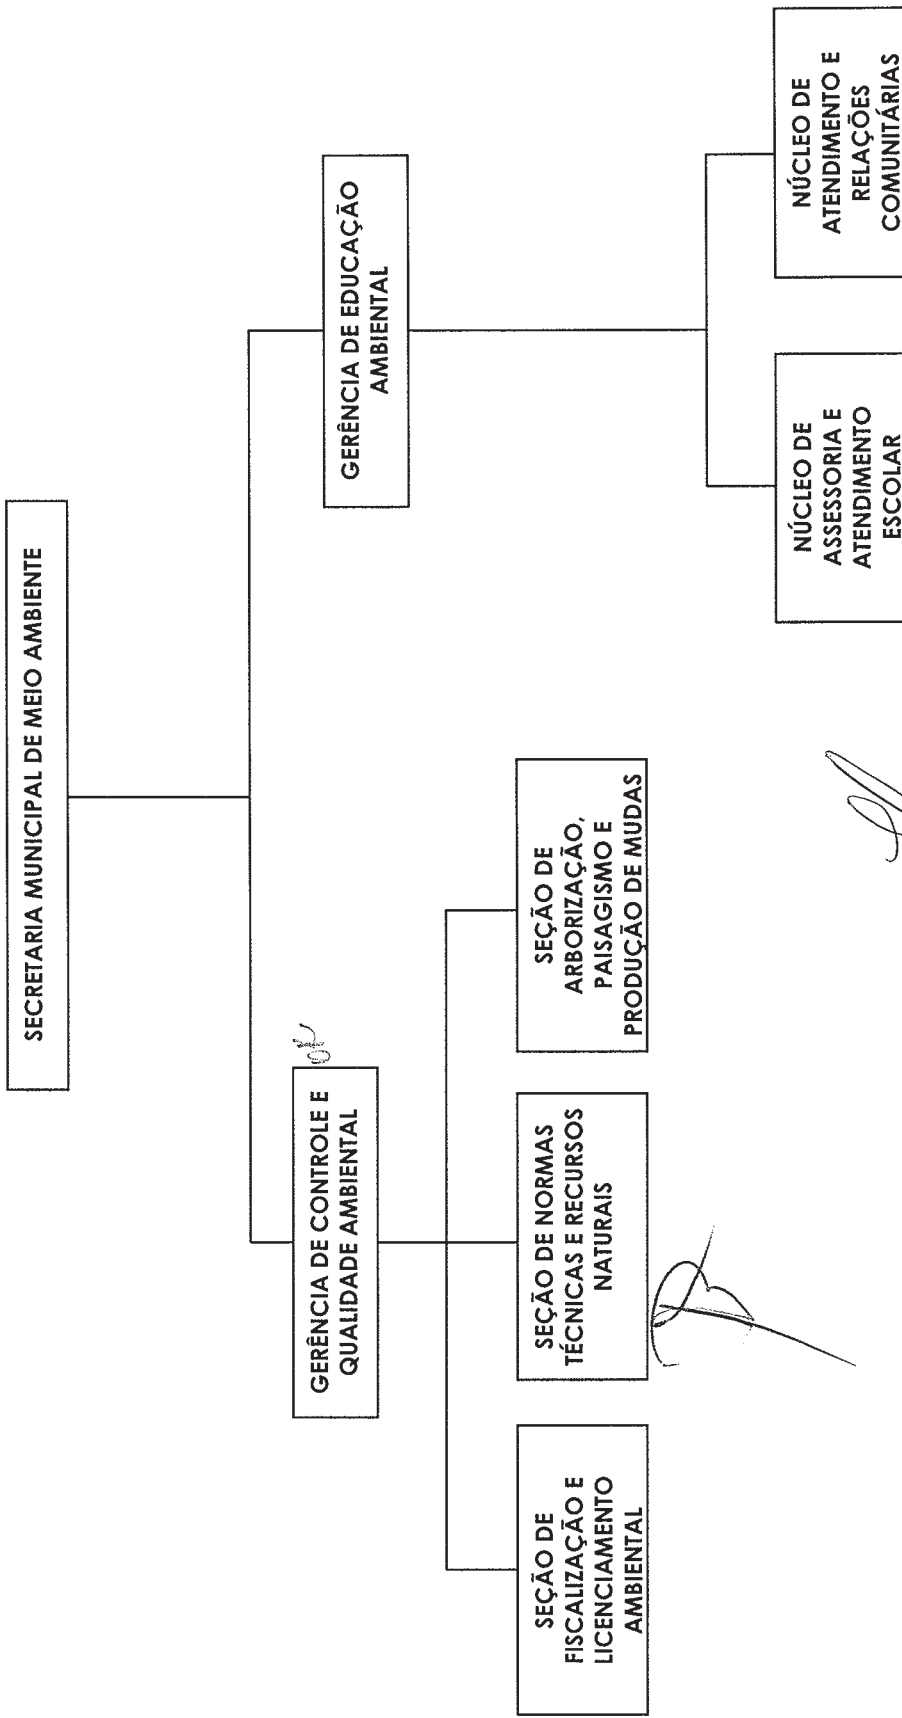 SECRETARIA MUNICIPAL DE MEIO AMBIENTE
GERÊNCIA DE CONTROLE E
QUALIDADE AMBIENTAL
GERÊNCIA DE EDUCAÇÃO
AMBIENTAL
SEÇÃO DE
FISCALIZAÇÃO E
LICENCIAMENTO
AMBIENTAL
SEÇÃO DE NORMAS
TÉCNICAS E RECURSOS
NATURAIS
SEÇÃO DE
ARBORIZAÇÃO,
PAISAGISMO E
PRODUÇÃO DE MUDAS
NÚCLEO DE
ASSESSORIA E
ATENDIMENTO
ESCOLAR
NÚCLEO DE
ATENDIMENTO E
RELAÇÕES
COMUNITÁRIAS